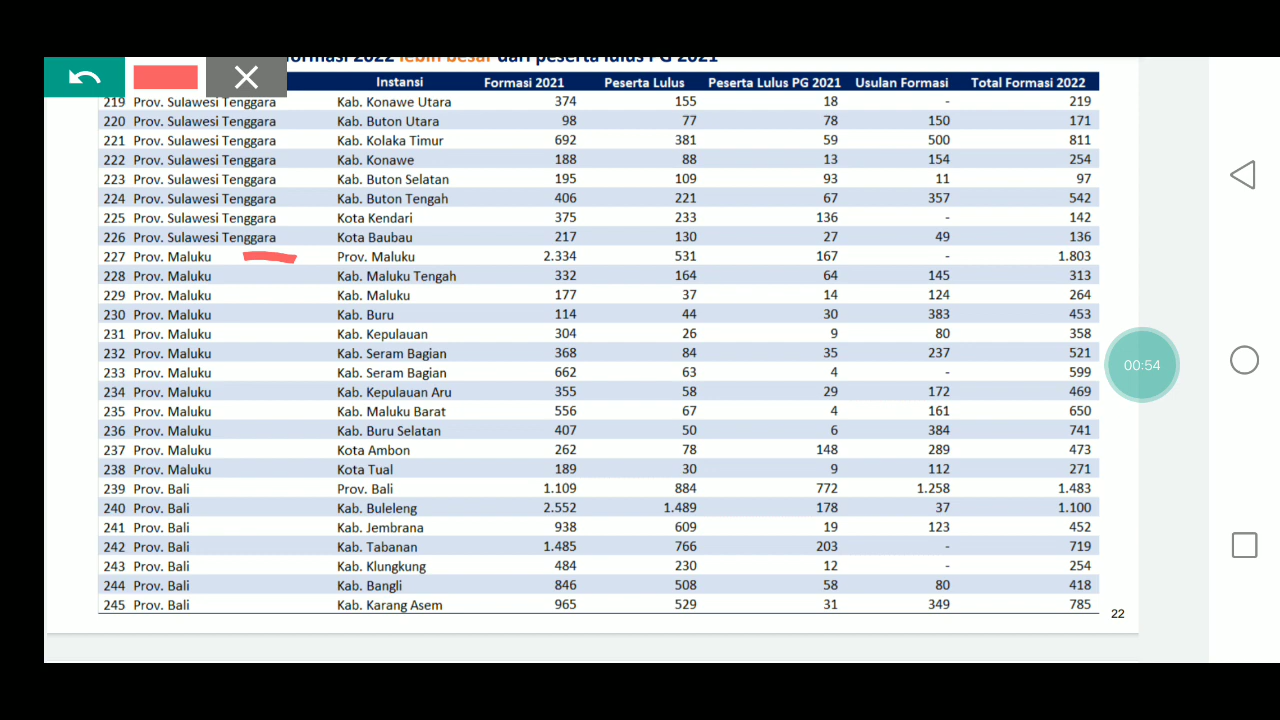 formasi 2022 lebih besar dari peserta lulus PG 2021
Instansi Formasi 2021 Peserta Lulus Peserta Lulus PG 2021 Usulan Formasi Total Formasi 2022
219 Prov. Sulawesi Tenggara Kab. Konawe Utara 374 155 18 - 219
220 Prov. Sulawesi Tenggara Kab. Buton Utara 98 77 78 150 171
221 Prov. Sulawesi Tenggara Kab. Kolaka Timur 692 381 59 500 811
222 Prov. Sulawesi Tenggara Kab. Konawe 188 88 13 154 254
223 Prov. Sulawesi Tenggara Kab. Buton Selatan 195 109 93 11 97
224 Prov. Sulawesi Tenggara Kab. Buton Tengah 406 221 67 357 542
225 Prov. Sulawesi Tenggara Kota Kendari 375 233 136 - 142
226 Prov. Sulawesi Tenggara Kota Baubau 217 130 27 49 136
227 Prov. Maluku Prov. Maluku 2.334 531 167 - 1.803
228 Prov. Maluku Kab. Maluku Tengah 332 164 64 145 313
229 Prov. Maluku Kab. Maluku 177 37 14 124 264
230 Prov. Maluku Kab. Buru 114 44 30 383 453
231 Prov. Maluku Kab. Kepulauan 304 26 9 80 358
232 Prov. Maluku Kab. Seram Bagian 368 84 35 237 521
233 Prov. Maluku Kab. Seram Bagian 662 63 4 - 599
234 Prov. Maluku Kab. Kepulauan Aru 355 58 29 172 469
235 Prov. Maluku Kab. Maluku Barat 556 67 4 161 650
236 Prov. Maluku Kab. Buru Selatan 407 50 6 384 741
237 Prov. Maluku Kota Ambon 262 78 148 289 473
238 Prov. Maluku Kota Tual 189 30 9 112 271
239 Prov. Bali Prov. Bali 1.109 884 772 1.258 1.483
240 Prov. Bali Kab. Buleleng 2.552 1.489 178 37 1.100
241 Prov. Bali Kab. Jembrana 938 609 19 123 452
242 Prov. Bali Kab. Tabanan 1.485 766 203 - 719
243 Prov. Bali Kab. Klungkung 484 230 12 - 254
244 Prov. Bali Kab. Bangli 846 508 58 80 418
245 Prov. Bali Kab. Karang Asem 965 529 31 349 785
22
00:54